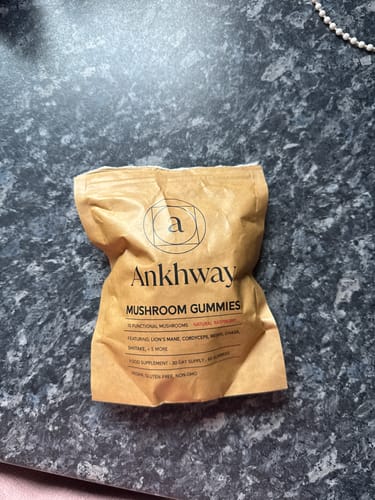 a
Ankhway
MUSHROOM GUMMIES
10 FUNCTIONAL MUSHROOMS - NATURAL RASPBERRY
FEATURING: LION'S MANE, CORDYCEPS, REISHI, CHAGA,
SHIITAKE, + 5 MORE
FOOD SUPPLEMENT - 30 DAY SUPPLY - 60 GUMMIES
VEGAN, GLUTEN-FREE, NON-GMO